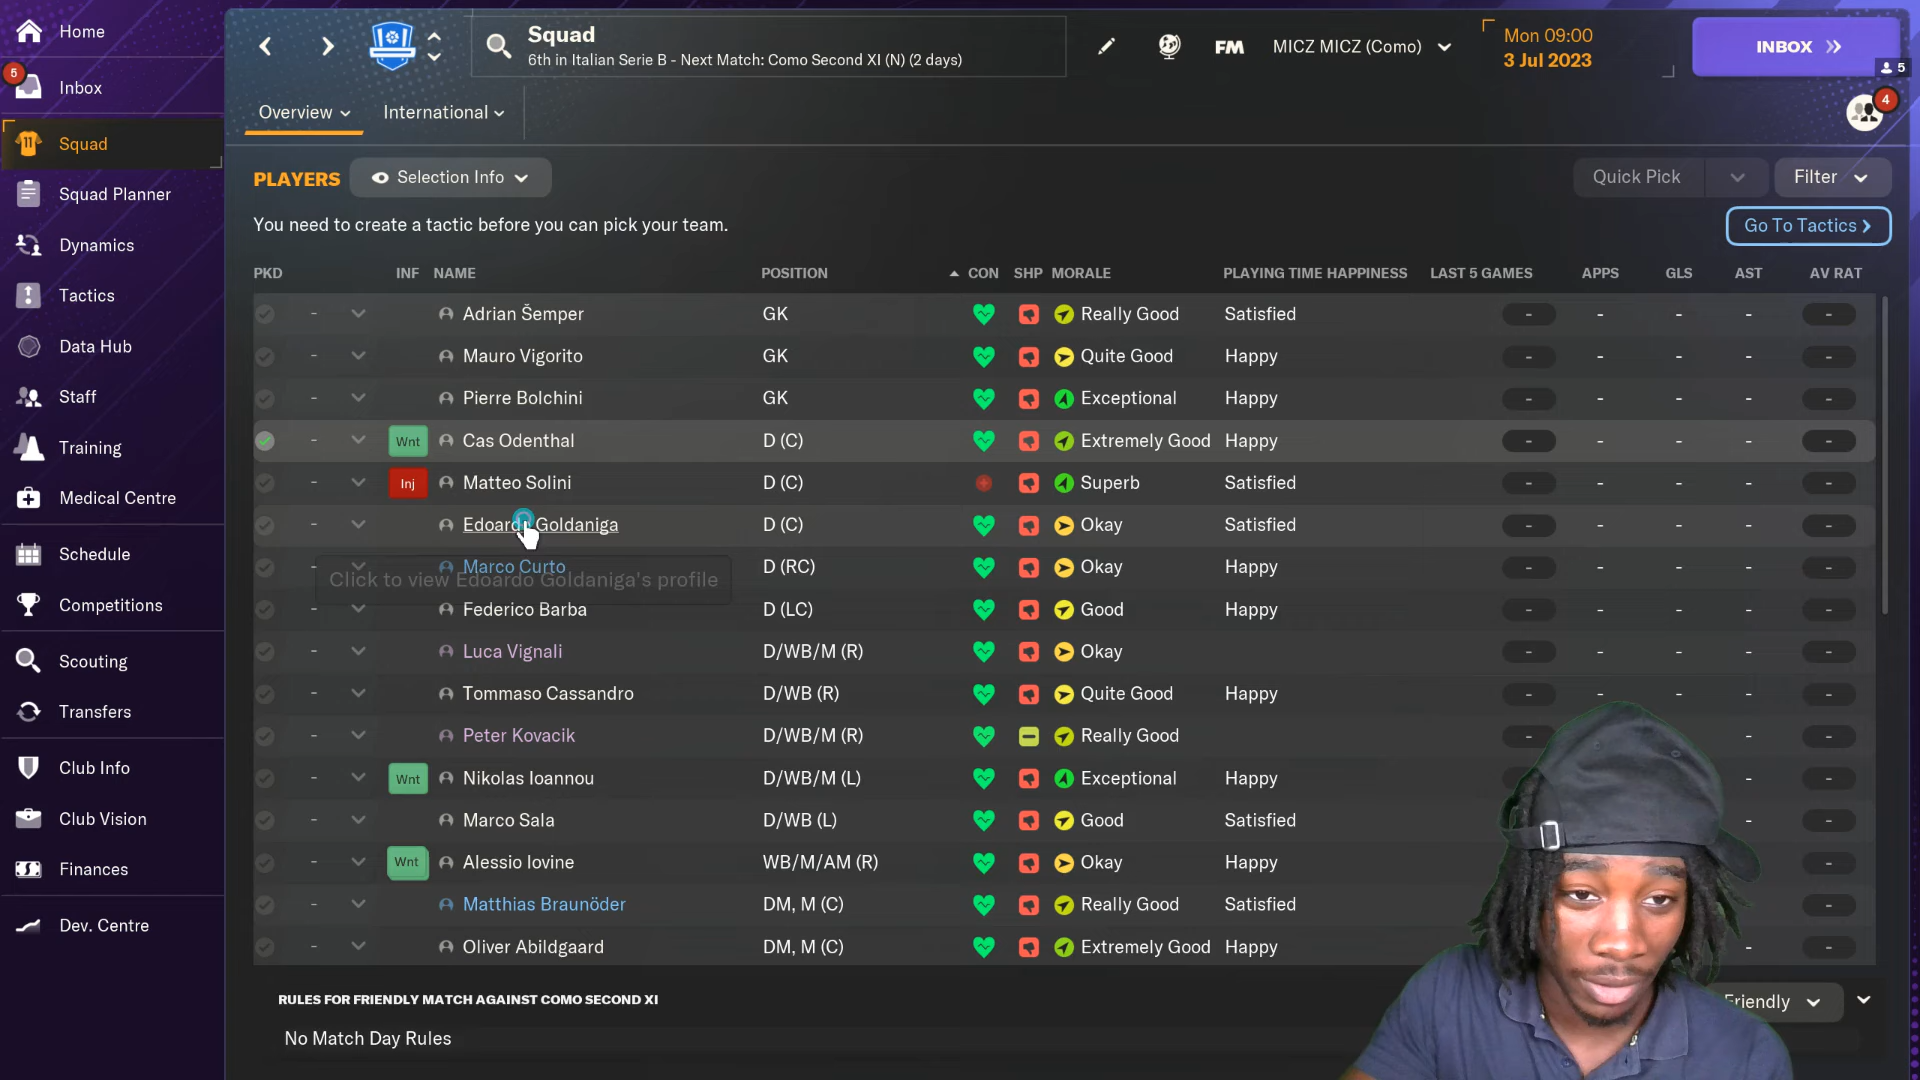 Home
5
Inbox
Squad
Squad Planner
Dynamics
Tactics
Data Hub
Staff
Training
Medical Centre
Schedule
Competitions
Scouting
Transfers
Club Info
Club Vision
Finances
Dev. Centre
Squad
6th in Italian Serie B - Next Match: Como Second XI (N) (2 days)
FM
MICZ MICZ (Como)
Mon 09:00
3 Jul 2023
INBOX
5
4
Overview
International
PLAYERS
Selection Info
Quick Pick
Filter
You need to create a tactic before you can pick your team.
Go To Tactics
PKD INF NAME POSITION CON SHP MORALE PLAYING TIME HAPPINESS LAST 5 GAMES APPS GLS AST AV RAT
- Adrian Šemper GK Really Good Satisfied - - - - -
- Mauro Vigorito GK Quite Good Happy - - - - -
- Pierre Bolchini GK Exceptional Happy - - - - -
- Wnt Cas Odenthal D (C) Extremely Good Happy - - - - -
- Inj Matteo Solini D (C) Superb Satisfied - - - - -
- Edoardo Goldaniga D (C) Okay Satisfied - - - - -
- Marco Curto D (RC) Okay Happy - - - - -
Click to view Edoardo Goldaniga's profile
- Federico Barba D (LC) Good Happy - - - - -
- Luca Vignali D/WB/M (R) Okay - - - - -
- Tommaso Cassandro D/WB (R) Quite Good Happy - - - - -
- Peter Kovacik D/WB/M (R) Really Good - - -
- Wnt Nikolas Ioannou D/WB/M (L) Exceptional Happy - -
- Marco Sala D/WB (L) Good Satisfied - -
- Wnt Alessio Iovine WB/M/AM (R) Okay Happy -
- Matthias Braunöder DM, M (C) Really Good Satisfied - -
- Oliver Abildgaard DM, M (C) Extremely Good Happy - -
RULES FOR FRIENDLY MATCH AGAINST COMO SECOND XI
Friendly
No Match Day Rules